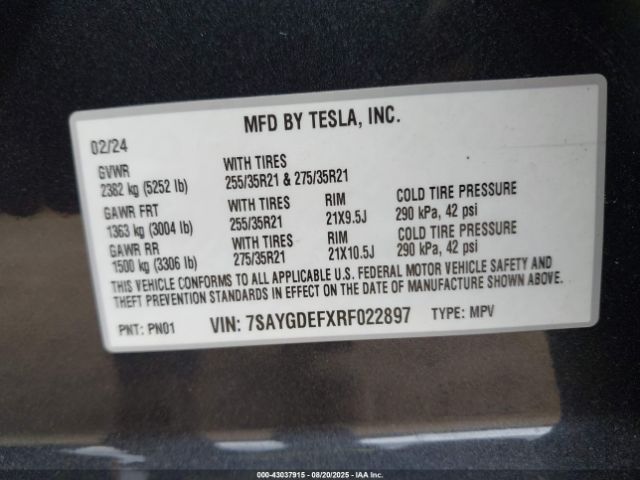 MFD BY TESLA, INC.
02/24
GVWR WITH TIRES
2382 kg (5252 lb) 255/35R21 & 275/35R21
GAWR FRT WITH TIRES RIM COLD TIRE PRESSURE
1363 kg (3004 lb) 255/35R21 21X9.5J 290 kPa, 42 psi
GAWR RR WITH TIRES RIM COLD TIRE PRESSURE
1500 kg (3306 lb) 275/35R21 21X10.5J 290 kPa, 42 psi
THIS VEHICLE CONFORMS TO ALL APPLICABLE U.S. FEDERAL MOTOR VEHICLE SAFETY AND
THEFT PREVENTION STANDARDS IN EFFECT ON THE DATE OF MANUFACTURE SHOWN ABOVE.
PNT: PN01 VIN: 7SAYGDEFXRF022897 TYPE: MPV
000-43037915 - 08/20/2025 - IAA Inc.